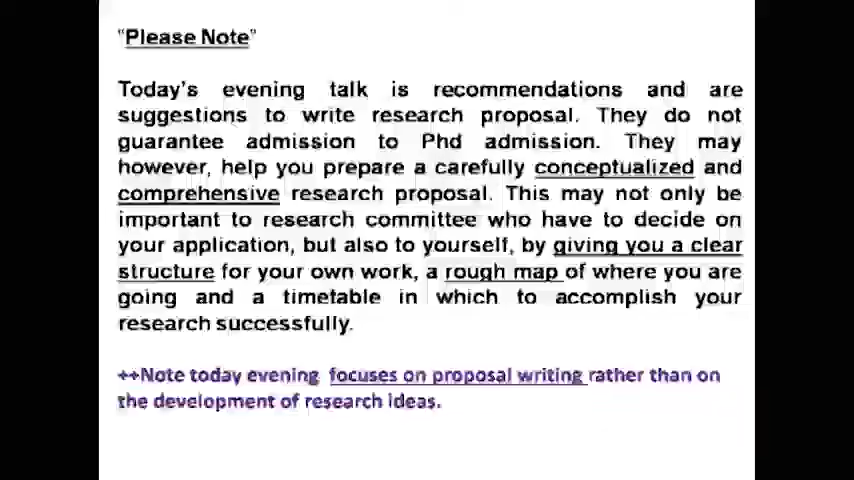 "Please Note"
Today's evening talk is recommendations and are
suggestions to write research proposal. They do not
guarantee admission to Phd admission. They may
however, help you prepare a carefully conceptualized and
comprehensive research proposal. This may not only be
important to research committee who have to decide on
your application, but also to yourself, by giving you a clear
structure for your own work, a rough map of where you are
going and a timetable in which to accomplish your
research successfully.
++Note today evening focuses on proposal writing rather than on
the development of research ideas.